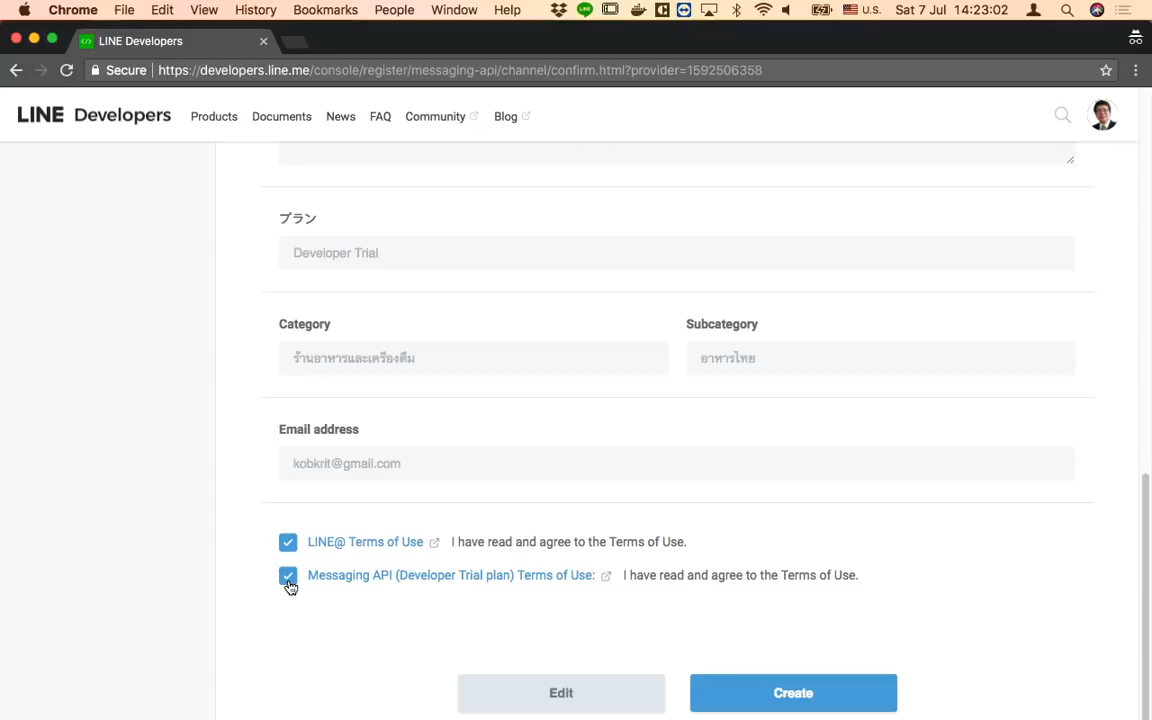 Chrome File Edit View History Bookmarks People Window Help U.S. Sat 7 Jul 14:23:02
LINE Developers
Secure https://developers.line.me/console/register/messaging-api/channel/confirm.html?provider=1592506358
LINE Developers Products Documents News FAQ Community Blog
プラン
Developer Trial
Category Subcategory
ร้านอาหารและเครื่องดื่ม อาหารไทย
Email address
kobkrit@gmail.com
LINE@ Terms of Use I have read and agree to the Terms of Use.
Messaging API (Developer Trial plan) Terms of Use: I have read and agree to the Terms of Use.
Edit Create